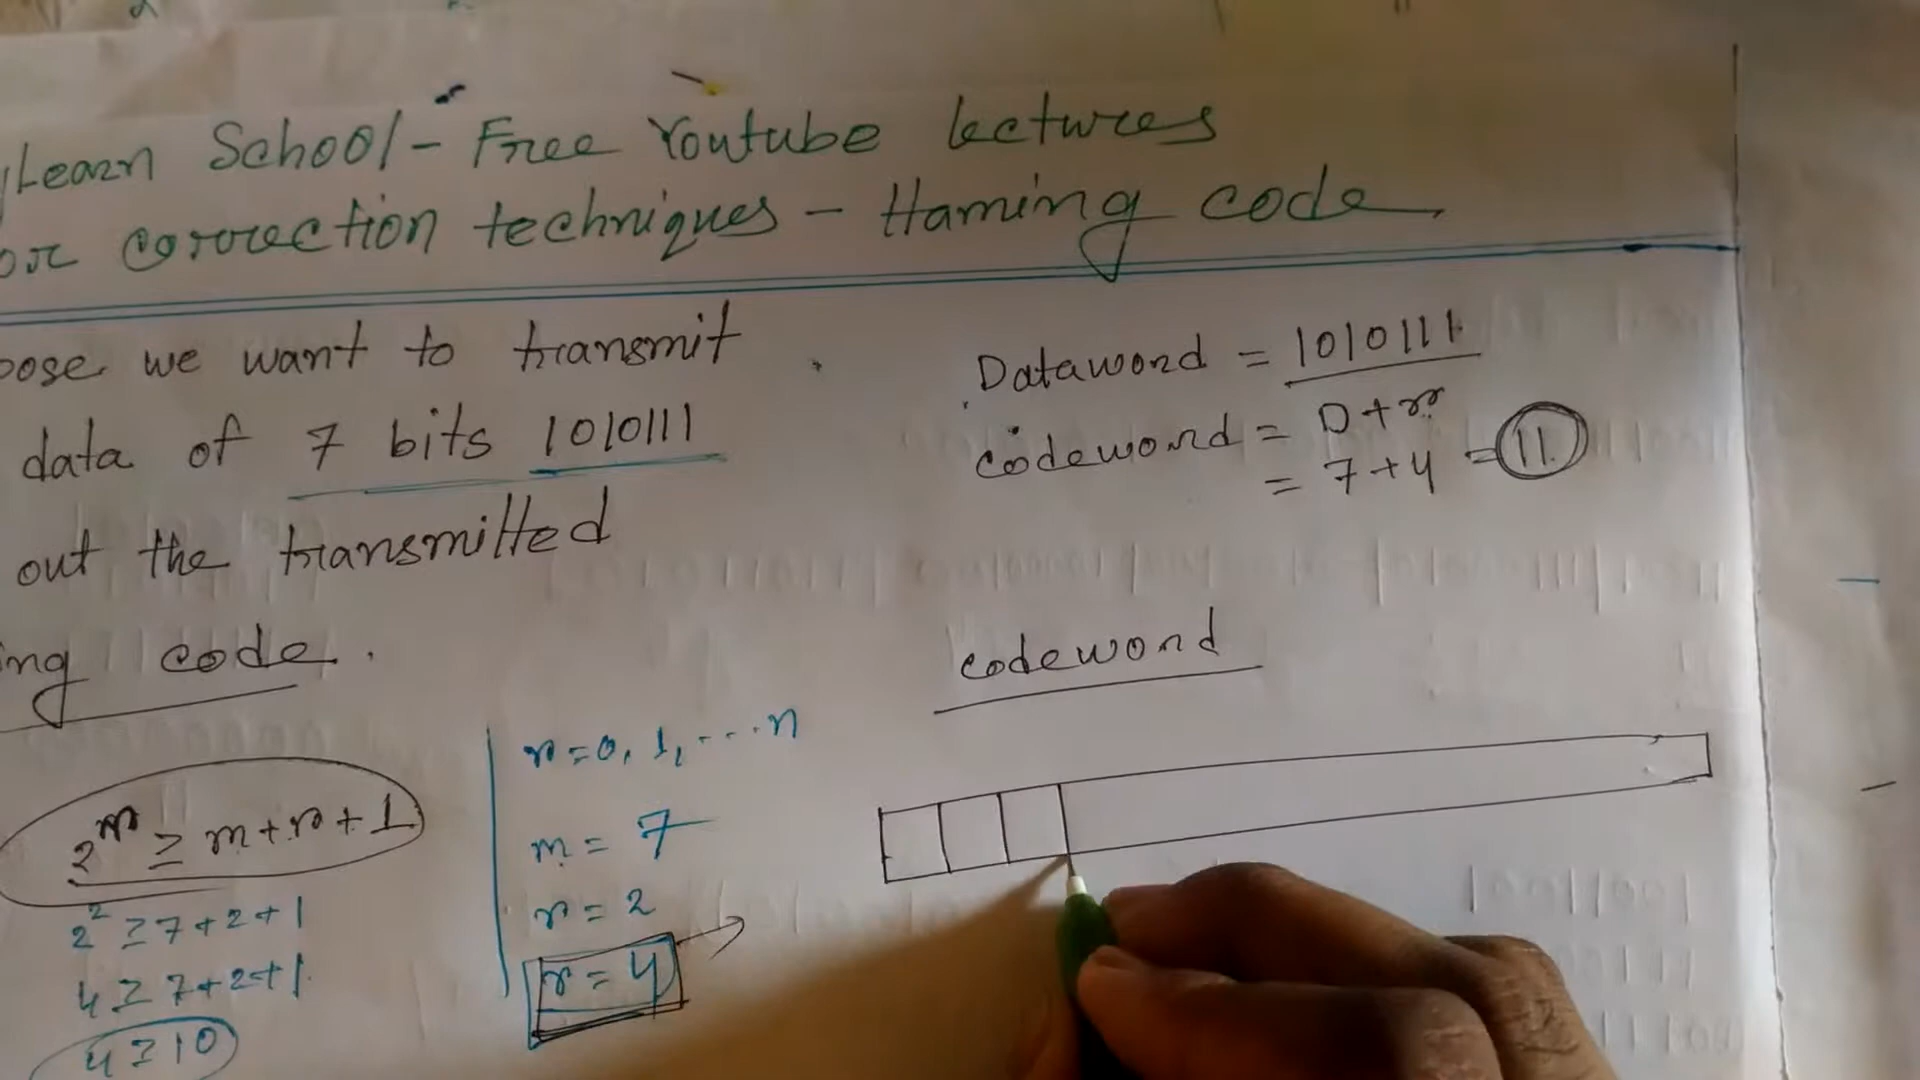 Learn School - Free Youtube lectures
correction techniques - Haming code.
we want to transmit
data of 7 bits 1010111
out the transmitted
code.
Dataword = 1010111
codeword = D+r
= 7+4 = 11
codeword
2^r ≥ m+r+1
2^2 ≥ 7+2+1
4 ≥ 7+2+1
4 ≥ 10
r = 0, 1, ... n
m = 7
r = 2
r = 4